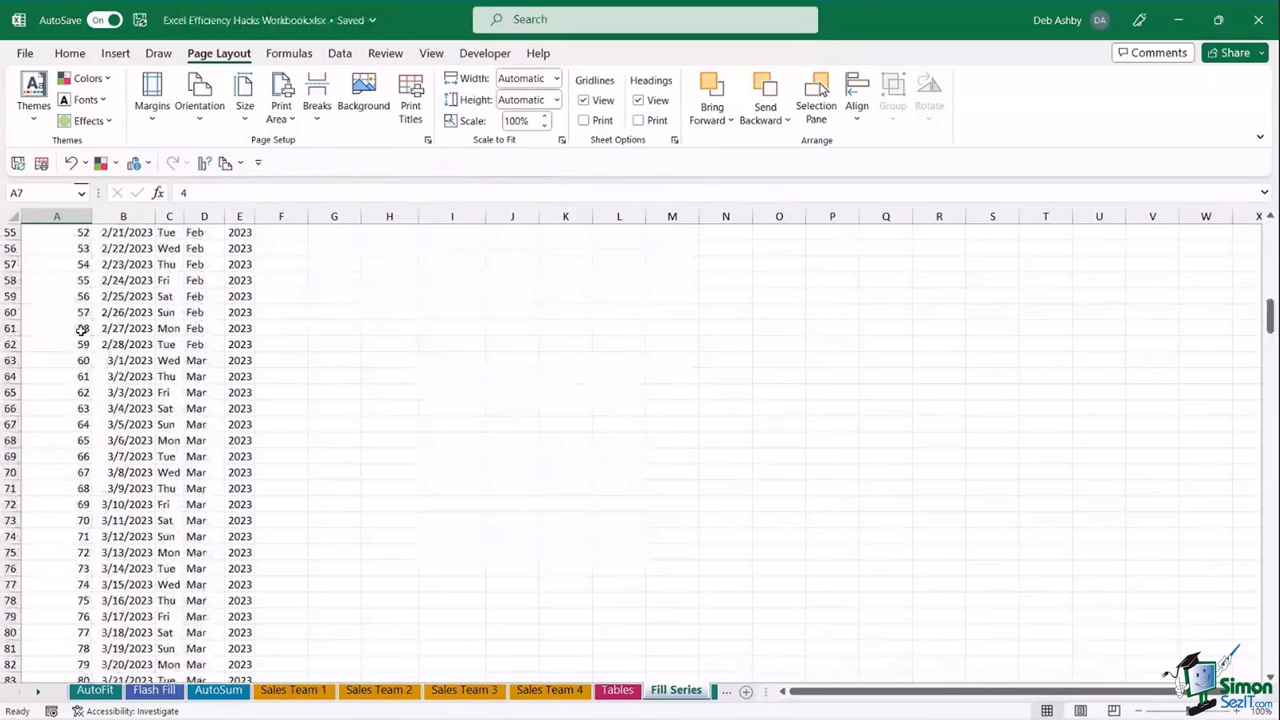 AutoSave On Excel Efficiency Hacks Workbook.xlsx • Saved Search Deb Ashby DA
File Home Insert Draw Page Layout Formulas Data Review View Developer Help Comments Share
Themes Colors Fonts Effects Margins Orientation Size Print Area Breaks Background Print Titles Width: Automatic Height: Automatic Scale: 100% Gridlines View Print Headings View Print Bring Forward Send Backward Selection Pane Align Group Rotate
Themes Page Setup Scale to Fit Sheet Options Arrange
A7 fx 4
A B C D E F G H I J K L M N O P Q R S T U V W X
55 52 2/21/2023 Tue Feb 2023
56 53 2/22/2023 Wed Feb 2023
57 54 2/23/2023 Thu Feb 2023
58 55 2/24/2023 Fri Feb 2023
59 56 2/25/2023 Sat Feb 2023
60 57 2/26/2023 Sun Feb 2023
61 2/27/2023 Mon Feb 2023
62 59 2/28/2023 Tue Feb 2023
63 60 3/1/2023 Wed Mar 2023
64 61 3/2/2023 Thu Mar 2023
65 62 3/3/2023 Fri Mar 2023
66 63 3/4/2023 Sat Mar 2023
67 64 3/5/2023 Sun Mar 2023
68 65 3/6/2023 Mon Mar 2023
69 66 3/7/2023 Tue Mar 2023
70 67 3/8/2023 Wed Mar 2023
71 68 3/9/2023 Thu Mar 2023
72 69 3/10/2023 Fri Mar 2023
73 70 3/11/2023 Sat Mar 2023
74 71 3/12/2023 Sun Mar 2023
75 72 3/13/2023 Mon Mar 2023
76 73 3/14/2023 Tue Mar 2023
77 74 3/15/2023 Wed Mar 2023
78 75 3/16/2023 Thu Mar 2023
79 76 3/17/2023 Fri Mar 2023
80 77 3/18/2023 Sat Mar 2023
81 78 3/19/2023 Sun Mar 2023
82 79 3/20/2023 Mon Mar 2023
83 80 3/21/2023 Tue Mar 2023
AutoFit Flash Fill AutoSum Sales Team 1 Sales Team 2 Sales Team 3 Sales Team 4 Tables Fill Series ...
Ready Accessibility: Investigate 100%
Simon SezIT.com